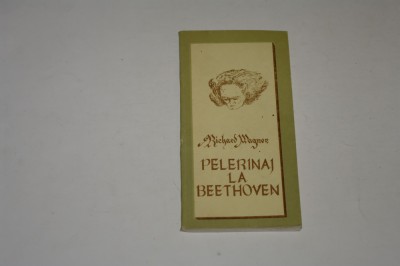 Richard Wagner
PELERINAJ
LA
BEETHOVEN